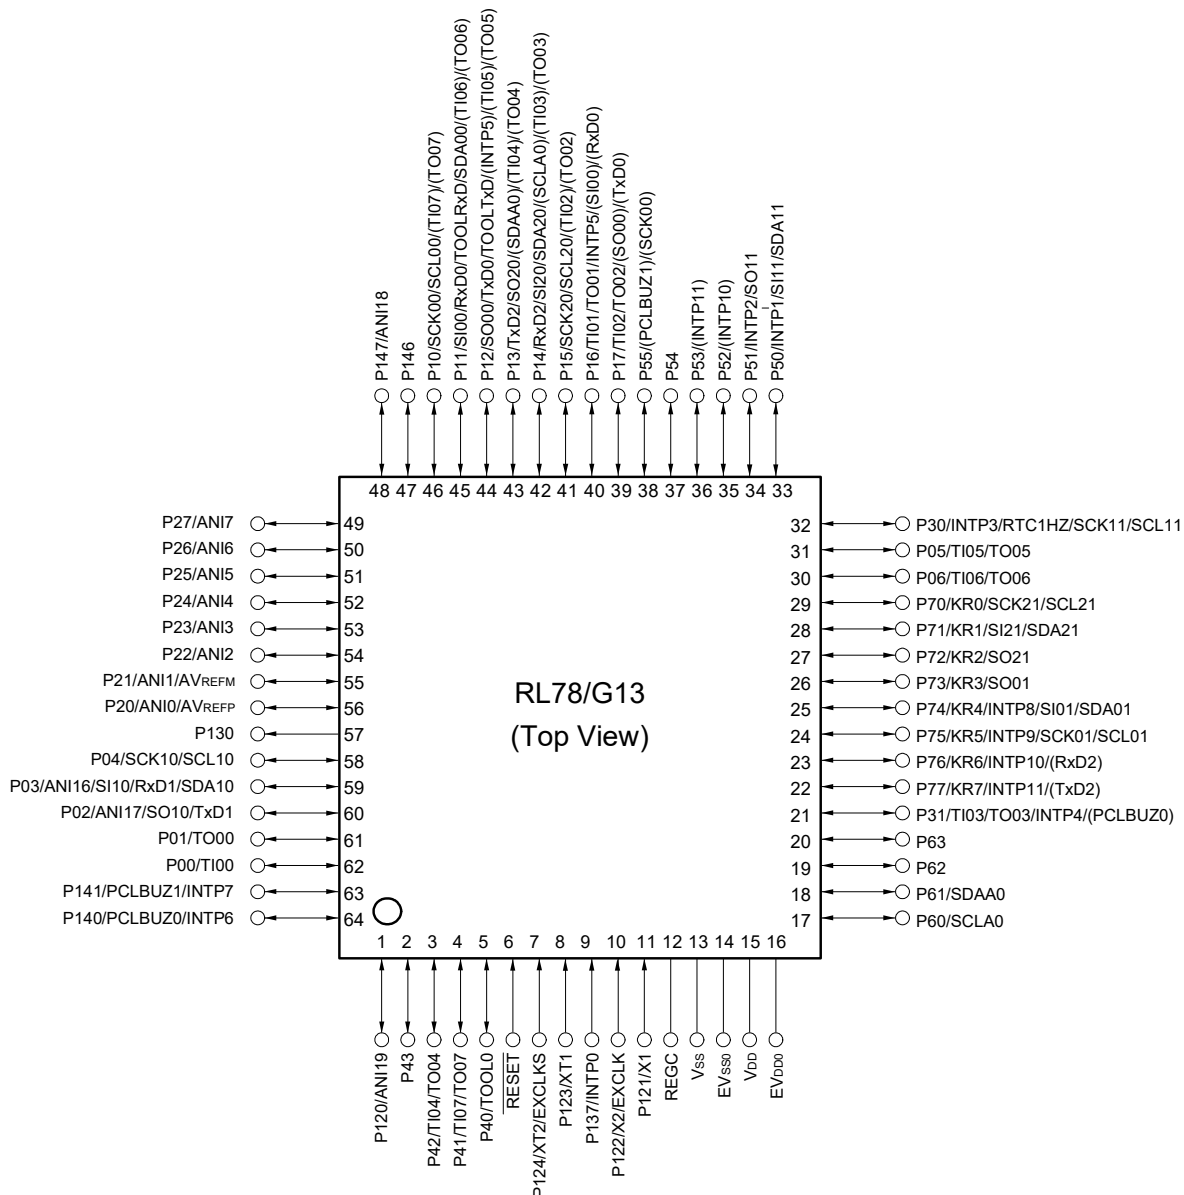 P147/ANI18
P146
P10/SCK00/SCL00/(TI07)/(TO07)
P11/SI00/RxD0/TOOLRxD/SDA00/(TI06)/(TO06)
P12/SO00/TxD0/TOOLTxD/(INTP5)/(TI05)/(TO05)
P13/TxD2/SO20/(SDAA0)/(TI04)/(TO04)
P14/RxD2/SI20/SDA20/(SCLA0)/(TI03)/(TO03)
P15/SCK20/SCL20/(TI02)/(TO02)
P16/TI01/TO01/INTP5/(SI00)/(RxD0)
P17/TI02/TO02/(SO00)/(TxD0)
P55/(PCLBUZ1)/(SCK00)
P54
P53/(INTP11)
P52/(INTP10)
P51/INTP2/SO11
P50/INTP1/SI11/SDA11
48 47 46 45 44 43 42 41 40 39 38 37 36 35 34 33
P27/ANI7 49
P26/ANI6 50
P25/ANI5 51
P24/ANI4 52
P23/ANI3 53
P22/ANI2 54
P21/ANI1/AVREFM 55
P20/ANI0/AVREFP 56
P130 57
P04/SCK10/SCL10 58
P03/ANI16/SI10/RxD1/SDA10 59
P02/ANI17/SO10/TxD1 60
P01/TO00 61
P00/TI00 62
P141/PCLBUZ1/INTP7 63
P140/PCLBUZ0/INTP6 64
RL78/G13
(Top View)
32 P30/INTP3/RTC1HZ/SCK11/SCL11
31 P05/TI05/TO05
30 P06/TI06/TO06
29 P70/KR0/SCK21/SCL21
28 P71/KR1/SI21/SDA21
27 P72/KR2/SO21
26 P73/KR3/SO01
25 P74/KR4/INTP8/SI01/SDA01
24 P75/KR5/INTP9/SCK01/SCL01
23 P76/KR6/INTP10/(RxD2)
22 P77/KR7/INTP11/(TxD2)
21 P31/TI03/TO03/INTP4/(PCLBUZ0)
20 P63
19 P62
18 P61/SDAA0
17 P60/SCLA0
1 2 3 4 5 6 7 8 9 10 11 12 13 14 15 16
P120/ANI19
P43
P42/TI04/TO04
P41/TI07/TO07
P40/TOOL0
RESET
P124/XT2/EXCLKS
P123/XT1
P137/INTP0
P122/X2/EXCLK
P121/X1
REGC
VSS
EVSS0
VDD
EVDD0